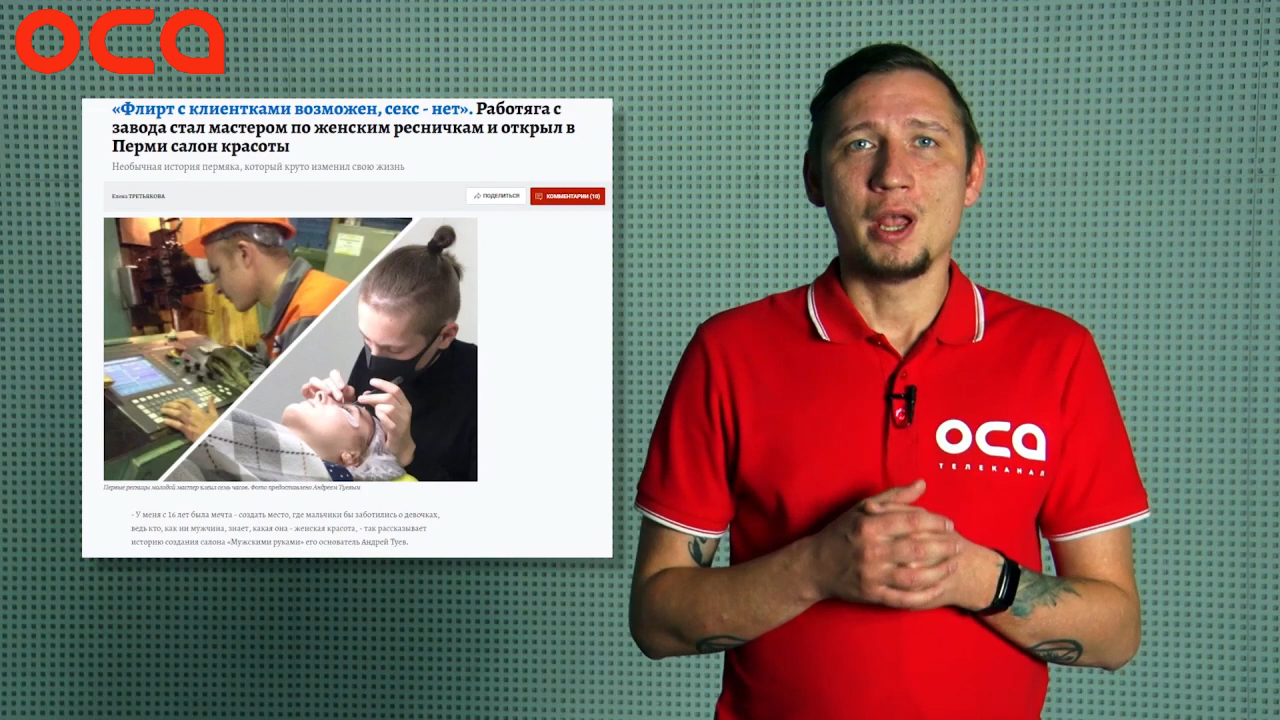 оса
«Флирт с клиентками возможен, секс - нет». Работяга с
завода стал мастером по женским ресничкам и открыл в
Перми салон красоты
Необычная история пермяка, который круто изменил свою жизнь
Елена ТРЕТЬЯКОВА
ПОДЕЛИТЬСЯ
КОММЕНТАРИИ (10)
Первые ресницы молодой мастер клеил семь часов. Фото предоставлено Андреем Туевым
- У меня с 16 лет была мечта - создать место, где мальчики бы заботились о девочках,
ведь кто, как ни мужчина, знает, какая она - женская красота, - так рассказывает
историю создания салона «Мужскими руками» его основатель Андрей Туев.
оса
ТЕЛЕКАНАЛ